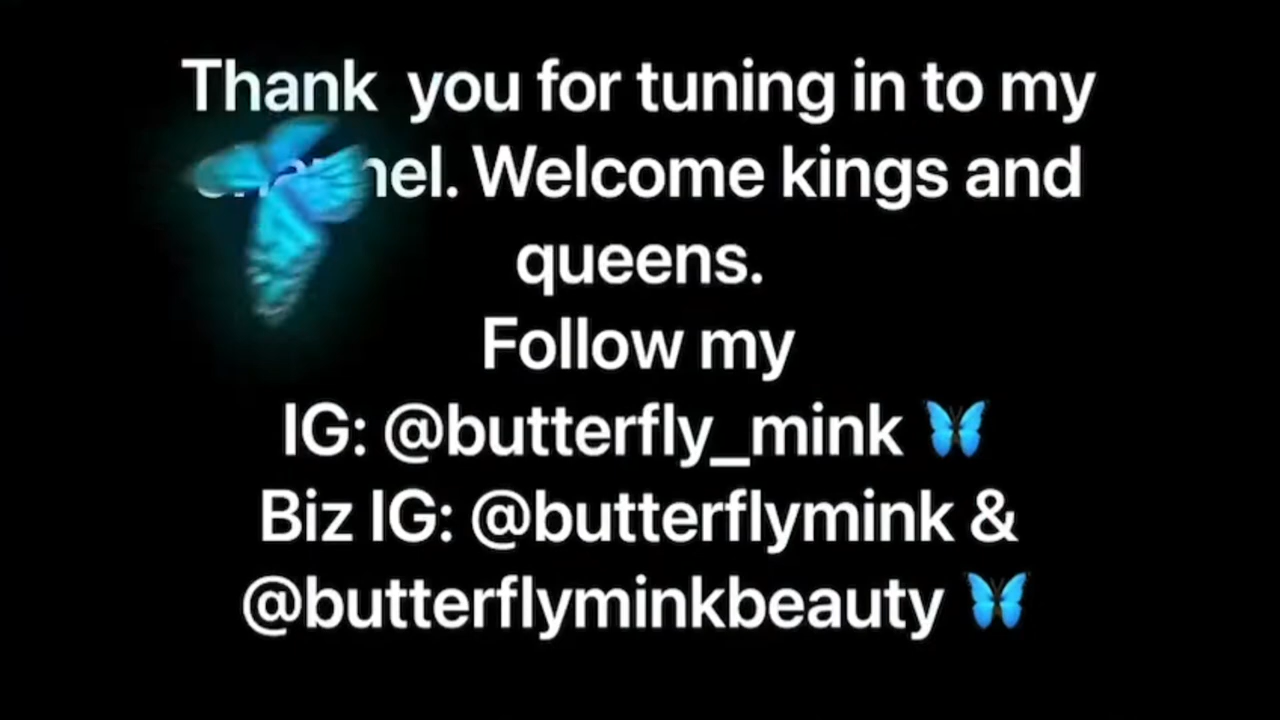 Thank you for tuning in to my
channel. Welcome kings and
queens.
Follow my
IG: @butterfly_mink 🦋
Biz IG: @butterflymink &
@butterflyminkbeauty 🦋